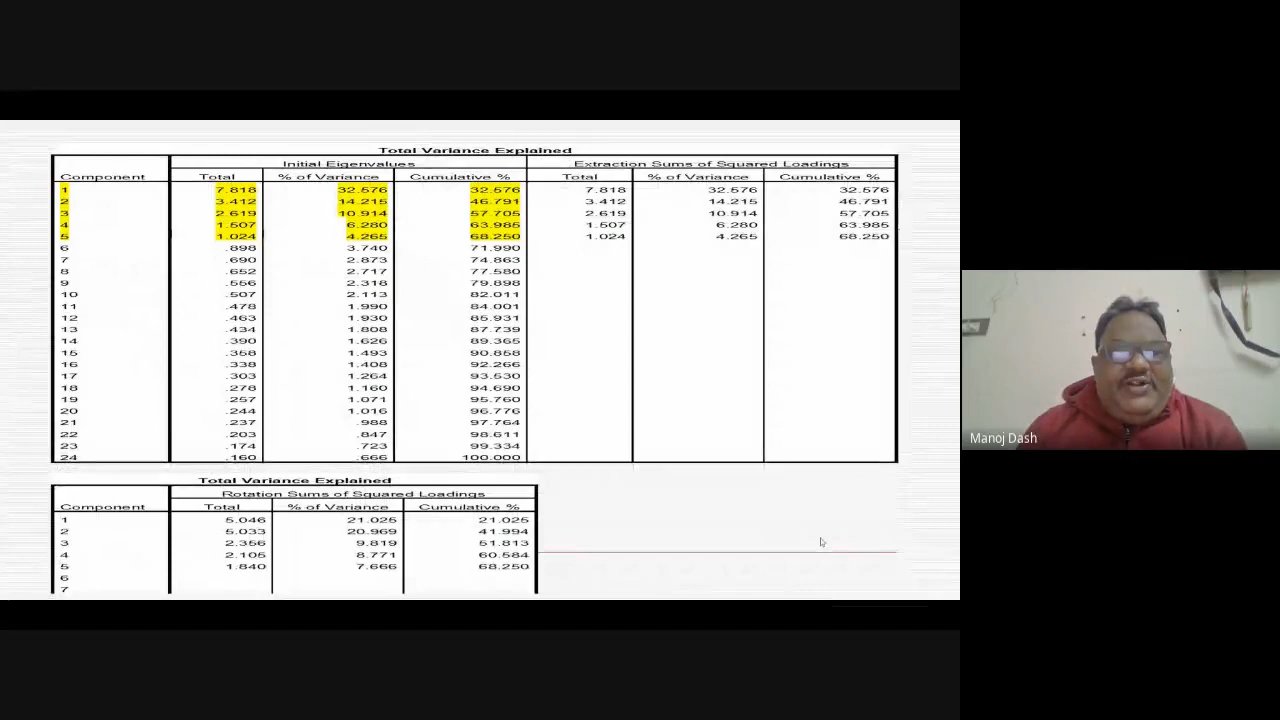 Total Variance Explained
Initial Eigenvalues Extraction Sums of Squared Loadings
Component Total % of Variance Cumulative % Total % of Variance Cumulative %
1 7.818 32.576 32.576 7.818 32.576 32.576
2 3.412 14.215 46.791 3.412 14.215 46.791
3 2.619 10.914 57.705 2.619 10.914 57.705
4 1.507 6.280 63.985 1.507 6.280 63.985
5 1.024 4.265 68.250 1.024 4.265 68.250
6 .898 3.740 71.990
7 .690 2.873 74.863
8 .652 2.717 77.580
9 .556 2.318 79.898
10 .507 2.113 82.011
11 .478 1.990 84.001
12 .463 1.930 85.931
13 .434 1.808 87.739
14 .390 1.626 89.365
15 .358 1.493 90.858
16 .338 1.408 92.266
17 .303 1.264 93.530
18 .278 1.160 94.690
19 .257 1.071 95.760
20 .244 1.016 96.776
21 .237 .988 97.764
22 .203 .847 98.611
23 .174 .723 99.334
24 .160 .666 100.000
Total Variance Explained
Rotation Sums of Squared Loadings
Component Total % of Variance Cumulative %
1 5.046 21.025 21.025
2 5.033 20.969 41.994
3 2.356 9.819 51.813
4 2.105 8.771 60.584
5 1.840 7.666 68.250
6
7
Manoj Dash